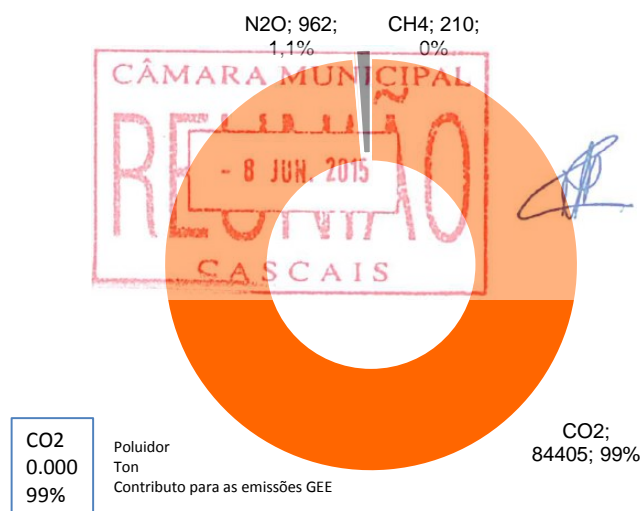 N2O; 962;
1,1%
CH4; 210;
0%
CÂMARA MUNICIPAL
REUNIÃO
- 8 JUN. 2015
CASCAIS
CO2;
84405; 99%
CO2
0.000
99%
Poluidor
Ton
Contributo para as emissões GEE